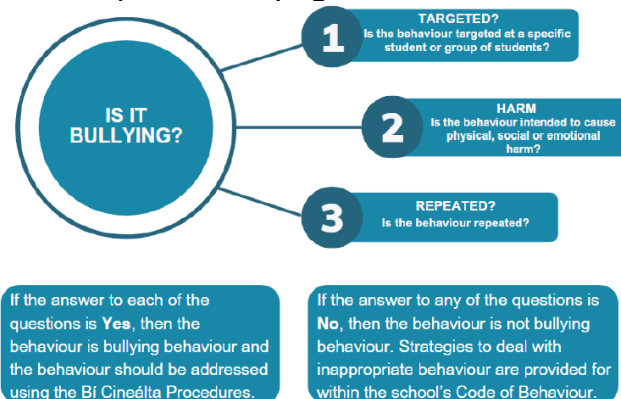 IS IT
BULLYING?
1
TARGETED?
Is the behaviour targeted at a specific
student or group of students?
2
HARM
Is the behaviour intended to cause
physical, social or emotional
harm?
3
REPEATED?
Is the behaviour repeated?
If the answer to each of the
questions is Yes, then the
behaviour is bullying behaviour and
the behaviour should be addressed
using the Bí Cineálta Procedures.
If the answer to any of the questions is
No, then the behaviour is not bullying
behaviour. Strategies to deal with
inappropriate behaviour are provided for
within the school's Code of Behaviour.